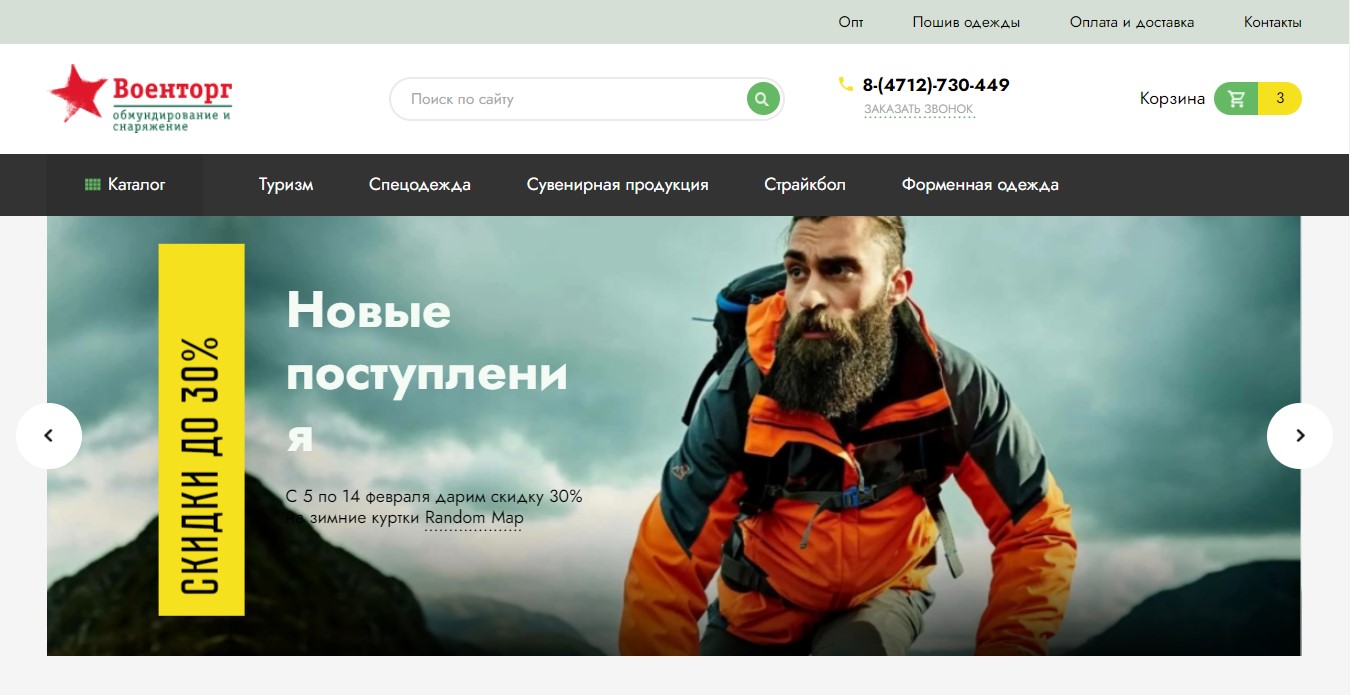 Опт Пошив одежды Оплата и доставка Контакты
Военторг
обмундирование и
снаряжение
Поиск по сайту
8-(4712)-730-449
ЗАКАЗАТЬ ЗВОНОК
Корзина 3
Каталог Туризм Спецодежда Сувенирная продукция Страйкбол Форменная одежда
СКИДКИ ДО 30%
Новые
поступлени
я
С 5 по 14 февраля дарим скидку 30%
на зимние куртки Random Map